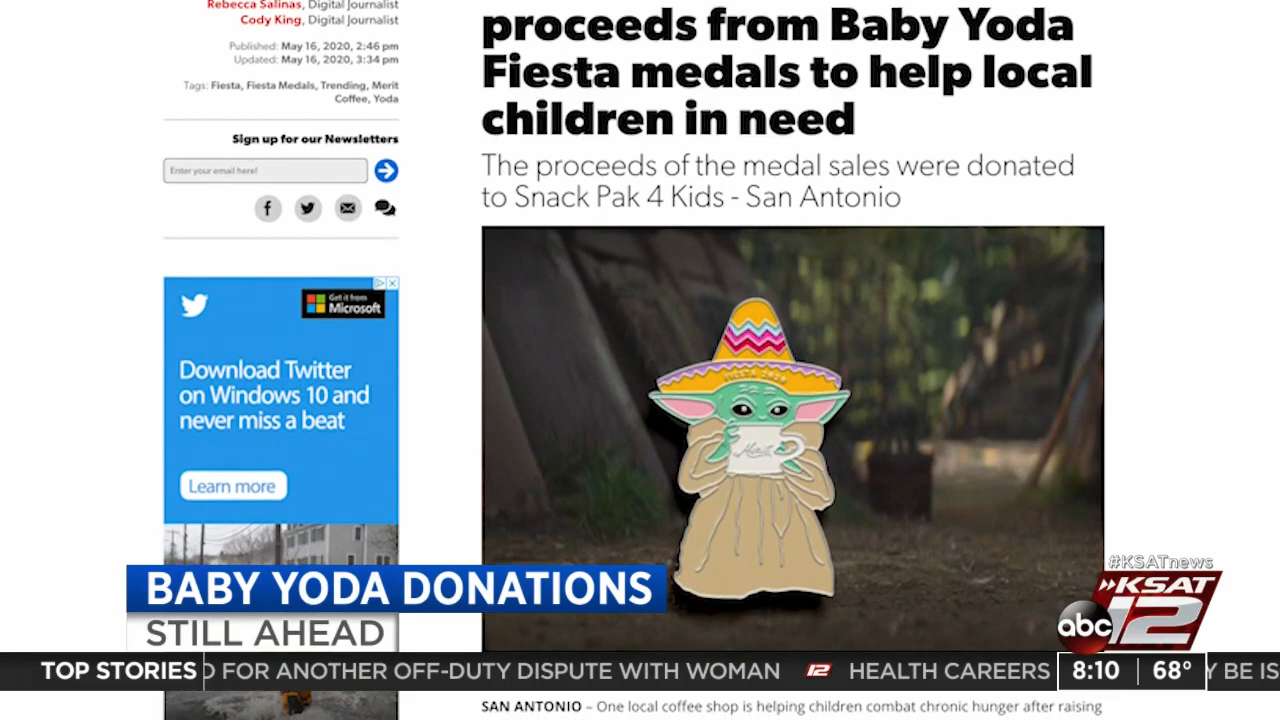 Rebecca Salinas, Digital Journalist
Cody King, Digital Journalist
Published: May 16, 2020, 2:46 pm
Updated: May 16, 2020, 3:34 pm
Tags: Fiesta, Fiesta Medals, Trending, Merit
Coffee, Yoda
Sign up for our Newsletters
Enter your email here!
Get it from
Microsoft
Download Twitter
on Windows 10 and
never miss a beat
Learn more
proceeds from Baby Yoda
Fiesta medals to help local
children in need
The proceeds of the medal sales were donated
to Snack Pak 4 Kids - San Antonio
FIESTA 2020
Merit
#KSATnews
KSAT
abc 12
BABY YODA DONATIONS
STILL AHEAD
TOP STORIES
FOR ANOTHER OFF-DUTY DISPUTE WITH WOMAN 12 HEALTH CAREERS
8:10 68° Y BE IS
SAN ANTONIO – One local coffee shop is helping children combat chronic hunger after raising